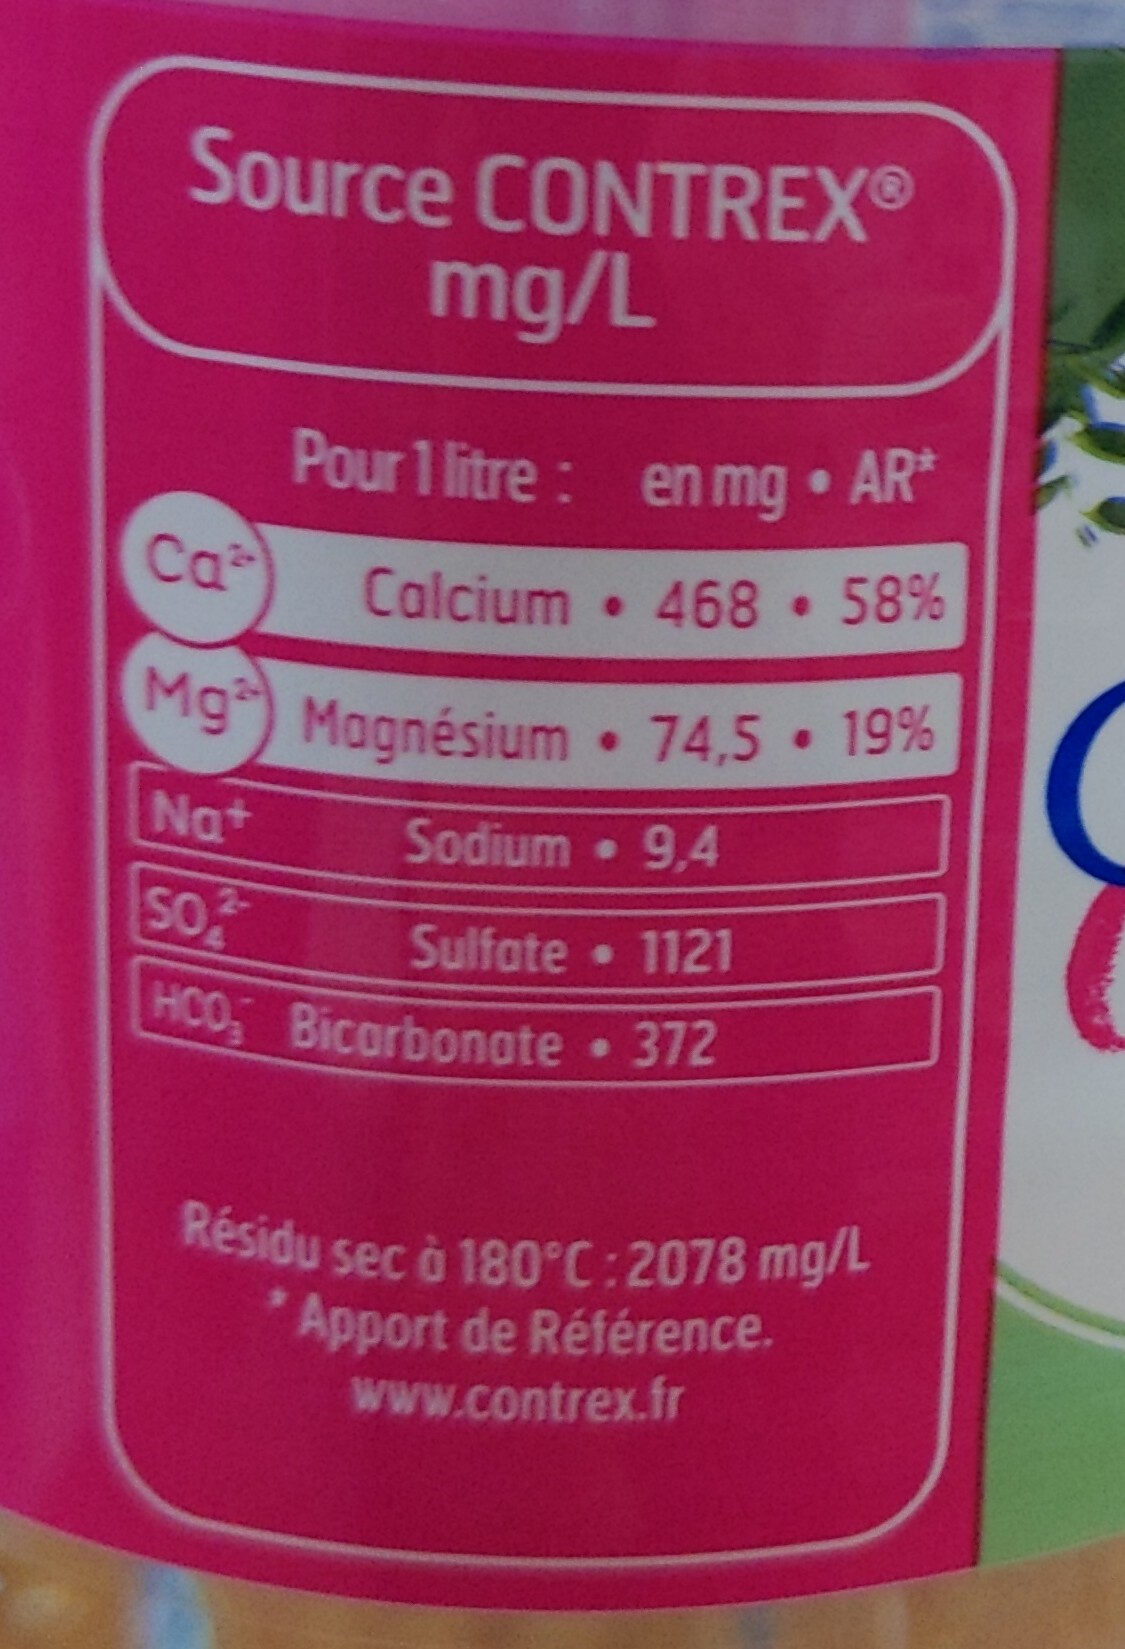 Source CONTREX®
mg/L
Pour 1 litre : en mg • AR*
Ca²⁺ Calcium • 468 • 58%
Mg²⁺ Magnésium • 74,5 • 19%
Na⁺ Sodium • 9,4
SO₄²⁻ Sulfate • 1121
HCO₃⁻ Bicarbonate • 372
Résidu sec à 180°C : 2078 mg/L
* Apport de Référence.
www.contrex.fr